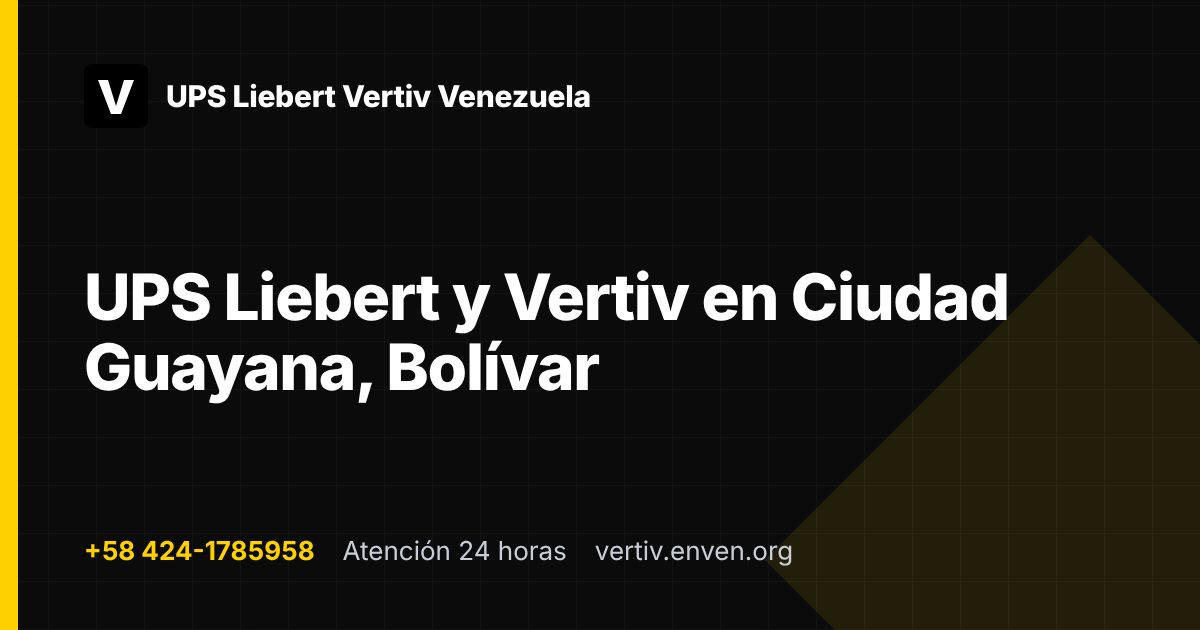 V
UPS Liebert Vertiv Venezuela
UPS Liebert y Vertiv en Ciudad
Guayana, Bolívar
+58 424-1785958 Atención 24 horas vertiv.enven.org